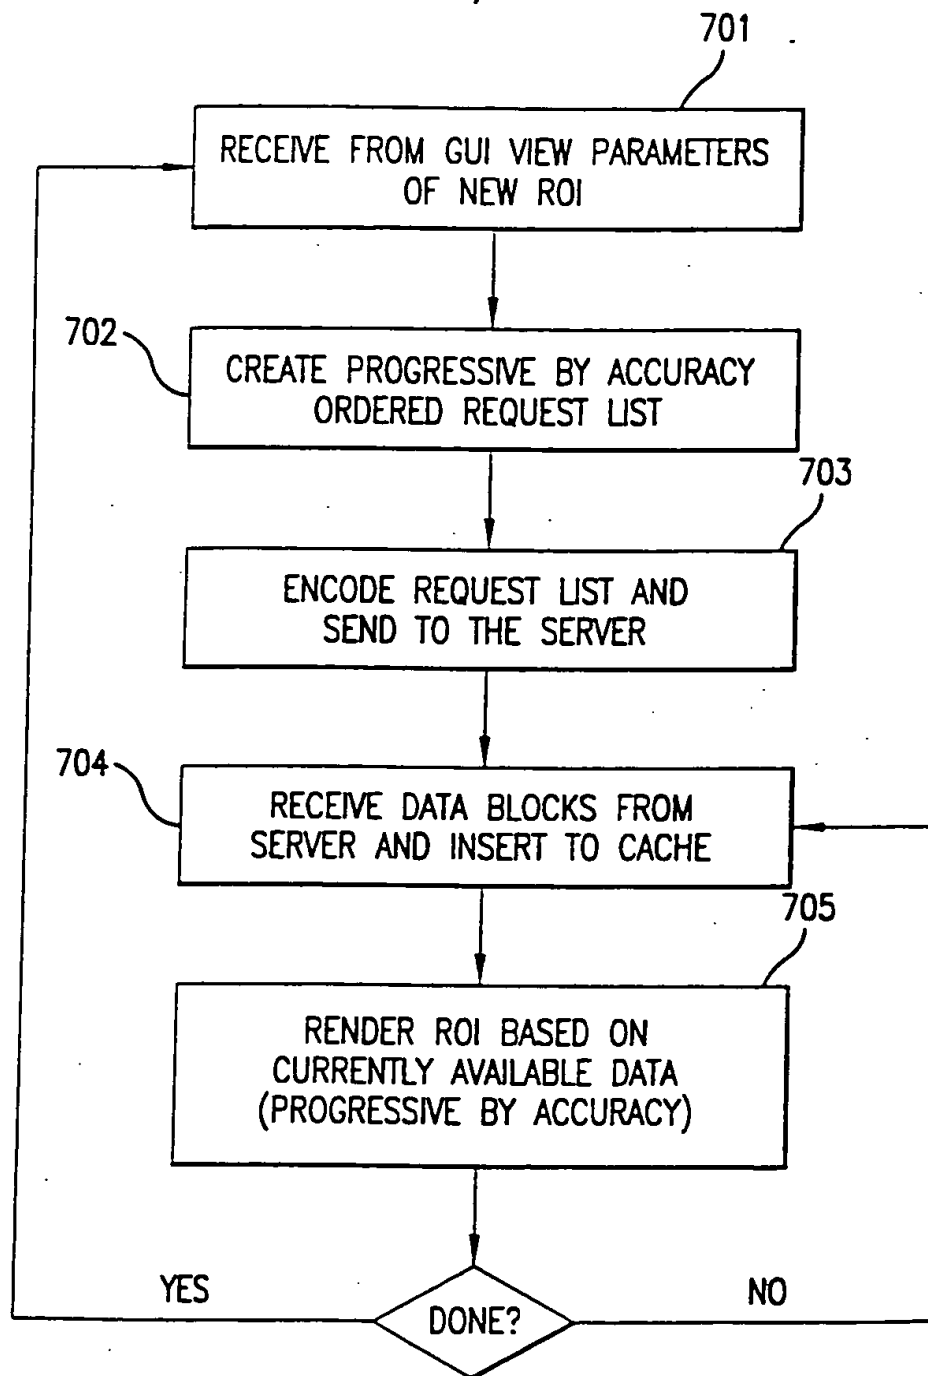 701
RECEIVE FROM GUI VIEW PARAMETERS
OF NEW ROI
702
CREATE PROGRESSIVE BY ACCURACY
ORDERED REQUEST LIST
703
ENCODE REQUEST LIST AND
SEND TO THE SERVER
704
RECEIVE DATA BLOCKS FROM
SERVER AND INSERT TO CACHE
705
RENDER ROI BASED ON
CURRENTLY AVAILABLE DATA
(PROGRESSIVE BY ACCURACY)
YES
DONE?
NO